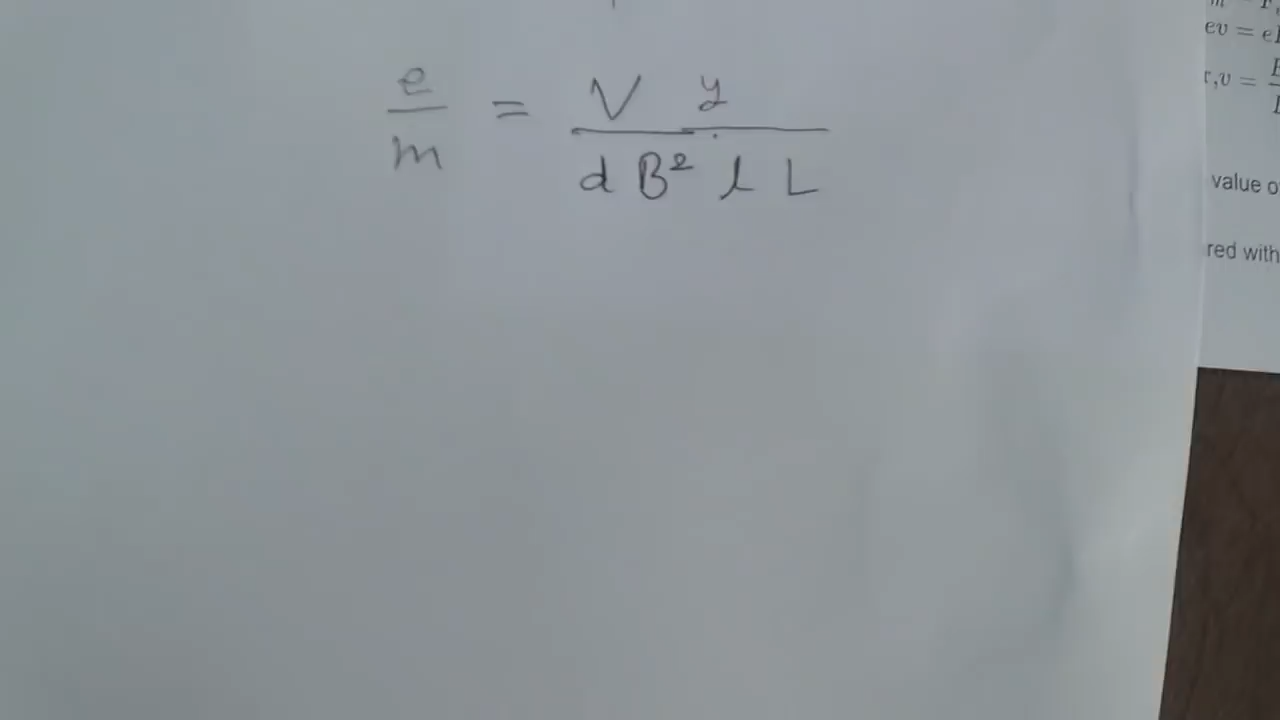 e/m = V y / d B² l L
ev = e
,v =
value o
red with